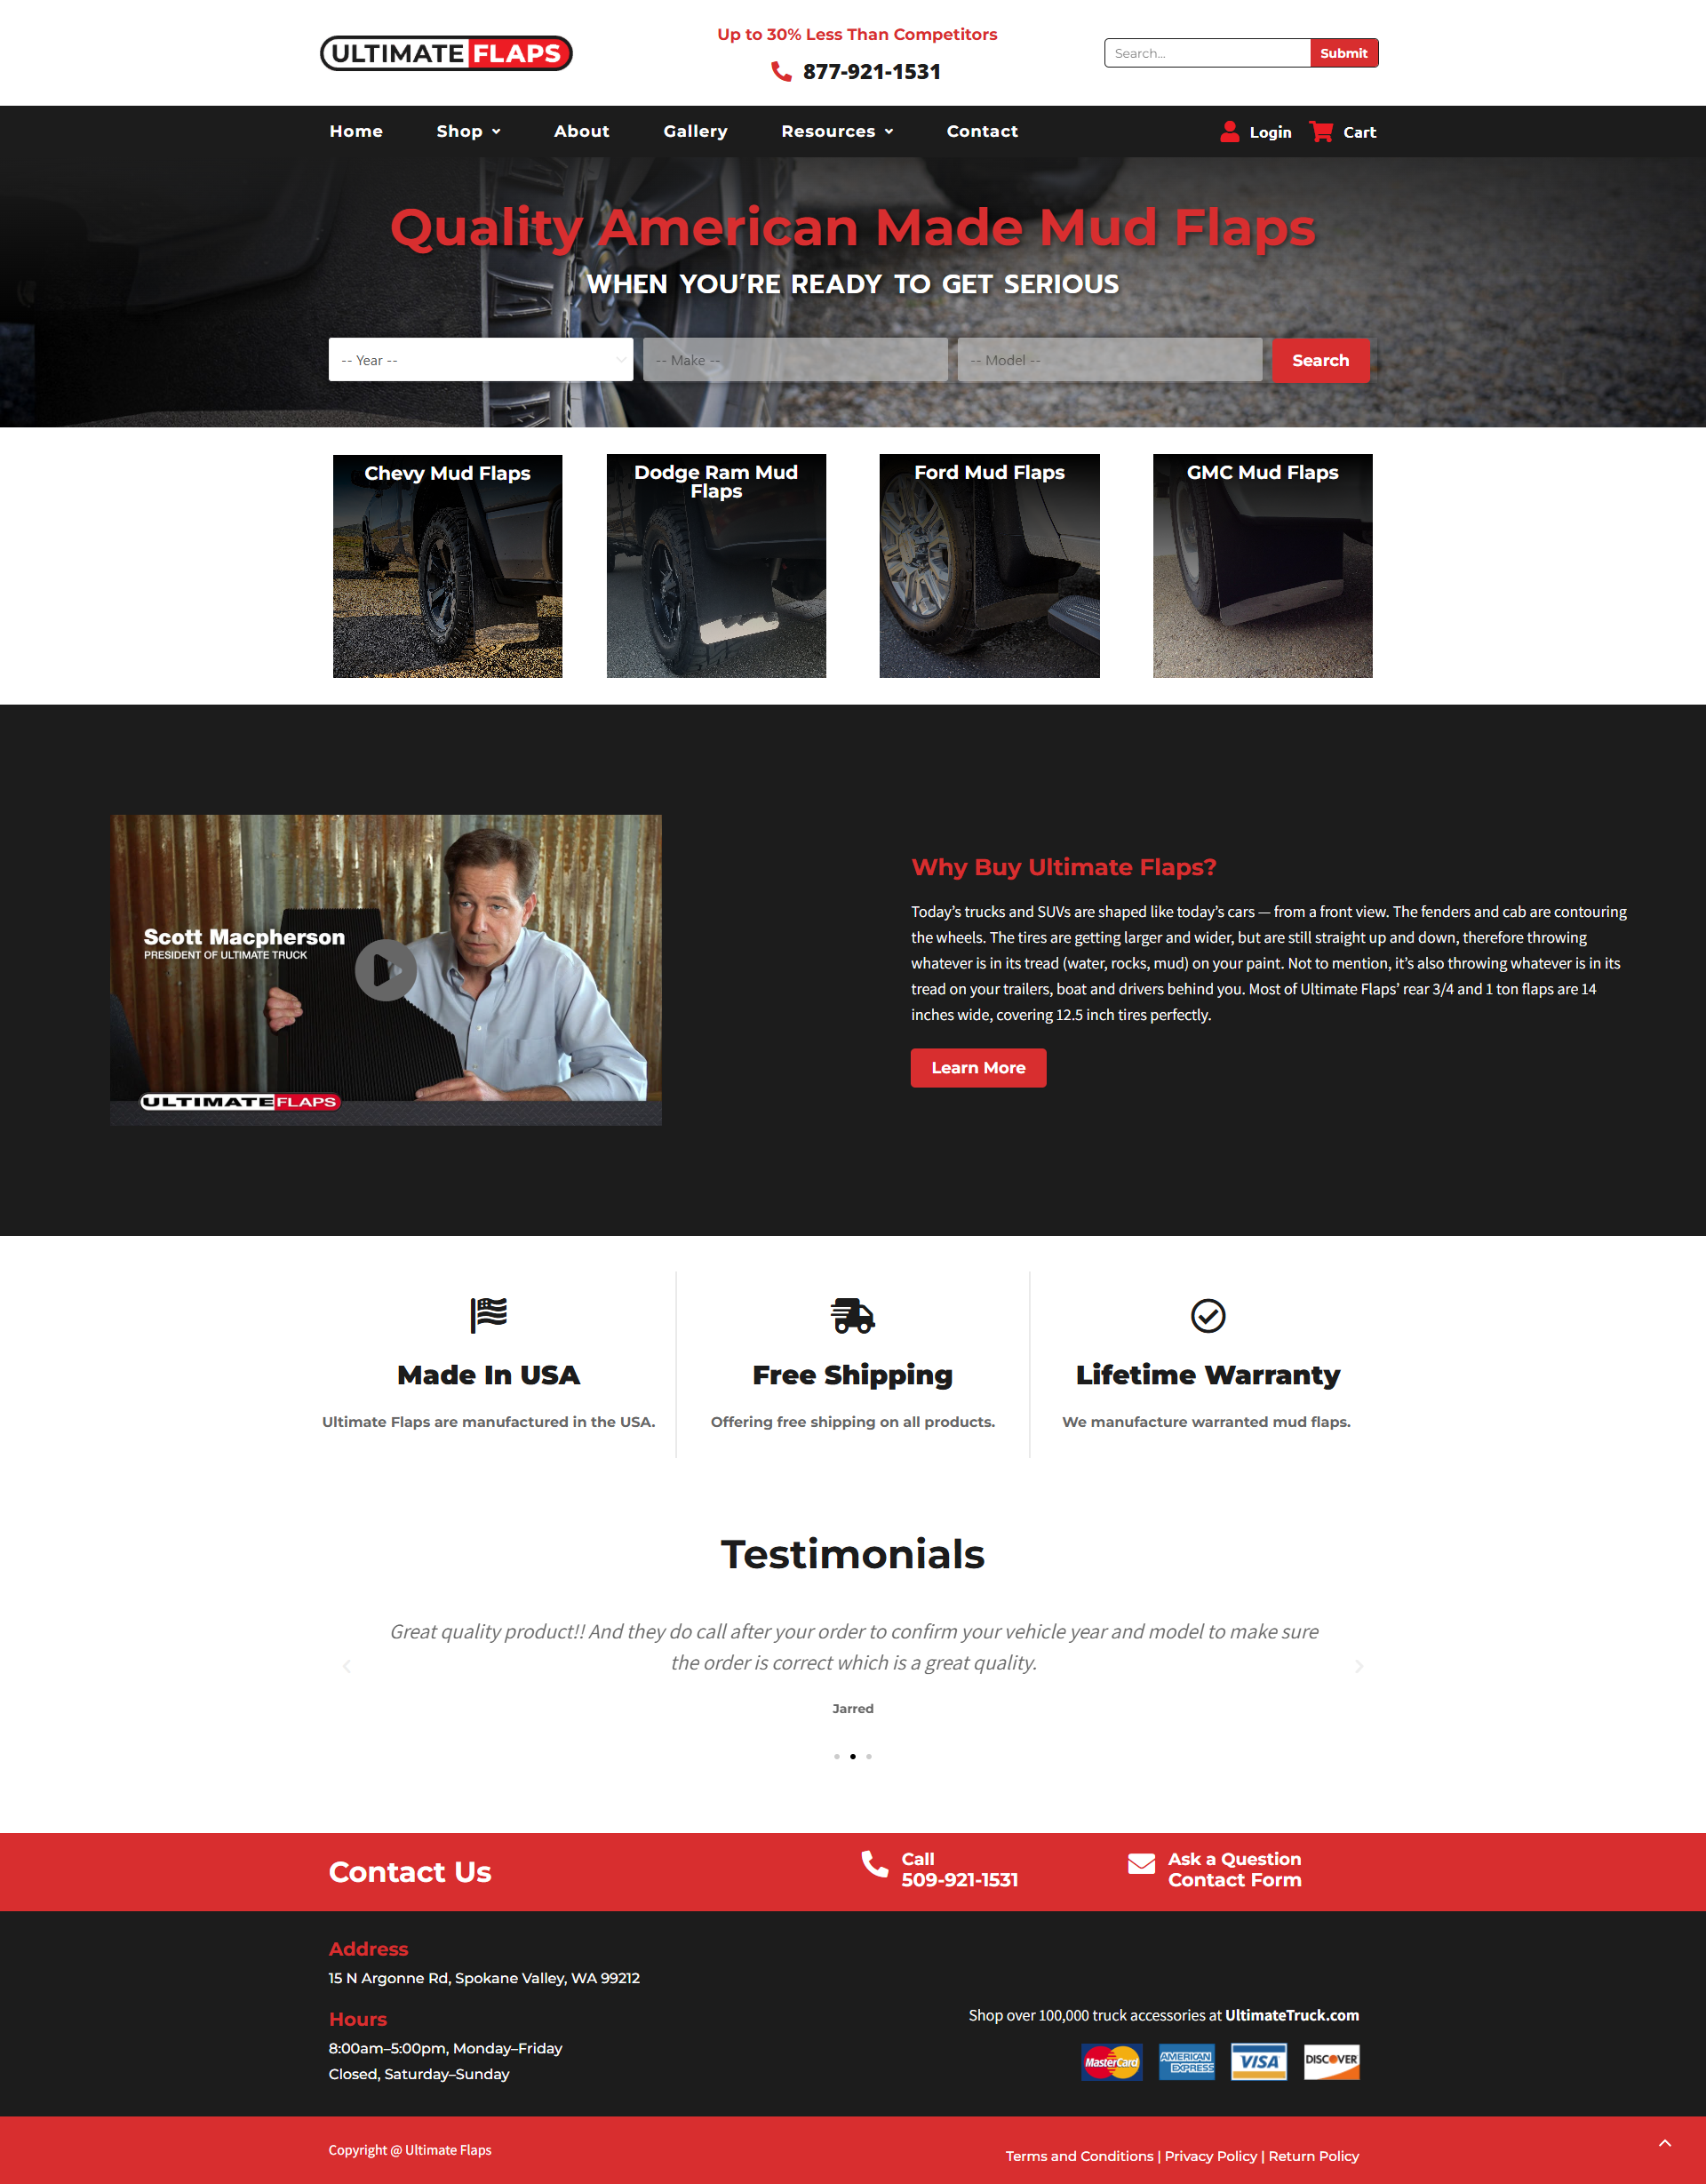 ULTIMATE FLAPS
Up to 30% Less Than Competitors
877-921-1531
Search...
Submit
Home
Shop
About
Gallery
Resources
Contact
Login
Cart
Quality American Made Mud Flaps
WHEN YOU’RE READY TO GET SERIOUS
-- Year --
-- Make --
-- Model --
Search
Chevy Mud Flaps
Dodge Ram Mud
Flaps
Ford Mud Flaps
GMC Mud Flaps
Scott Macpherson
PRESIDENT OF ULTIMATE TRUCK
ULTIMATE FLAPS
Why Buy Ultimate Flaps?
Today’s trucks and SUVs are shaped like today’s cars — from a front view. The fenders and cab are contouring
the wheels. The tires are getting larger and wider, but are still straight up and down, therefore throwing
whatever is in its tread (water, rocks, mud) on your paint. Not to mention, it’s also throwing whatever is in its
tread on your trailers, boat and drivers behind you. Most of Ultimate Flaps’ rear 3/4 and 1 ton flaps are 14
inches wide, covering 12.5 inch tires perfectly.
Learn More
Made In USA
Ultimate Flaps are manufactured in the USA.
Free Shipping
Offering free shipping on all products.
Lifetime Warranty
We manufacture warranted mud flaps.
Testimonials
Great quality product!! And they do call after your order to confirm your vehicle year and model to make sure
the order is correct which is a great quality.
Jarred
Contact Us
Call
509-921-1531
Ask a Question
Contact Form
Address
15 N Argonne Rd, Spokane Valley, WA 99212
Hours
8:00am–5:00pm, Monday–Friday
Closed, Saturday–Sunday
Shop over 100,000 truck accessories at UltimateTruck.com
MasterCard
AMERICAN EXPRESS
VISA
DISCOVER
Copyright @ Ultimate Flaps
Terms and Conditions | Privacy Policy | Return Policy